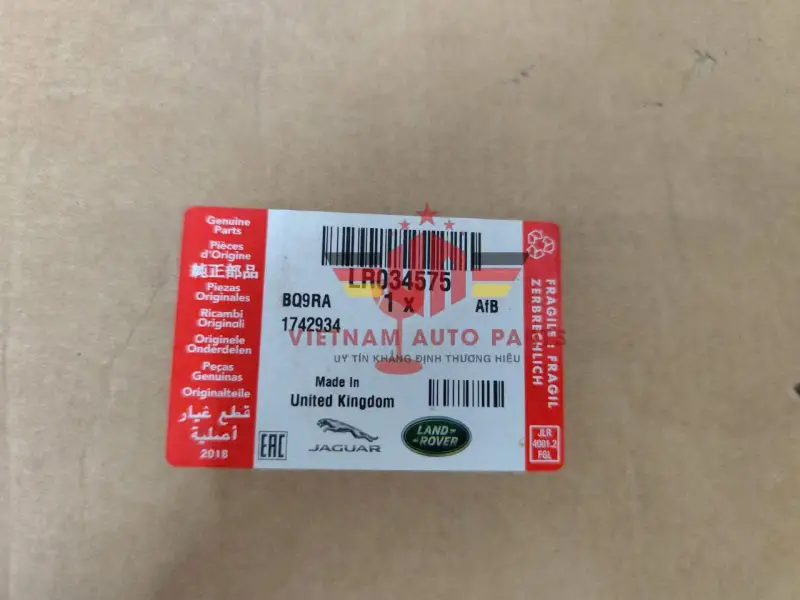 Genuine
Parts
Pièces
d'Origine
純正部品
Piezas
Originales
Ricambi
Originali
Originele
Onderdelen
Peças
Genuinas
Originalteile
قطع غيار
أصلية
2018
LR034575
BQ9RA
1 x
AfB
1742934
VIETNAM AUTO PARTS
UY TÍN KHẲNG ĐỊNH THƯƠNG HIỆU
Made In
United Kingdom
EAC
JAGUAR
LAND-
-ROVER
FRAGILE : FRAGIL
ZERBRECHLICH
JLR
4001.2
FGL